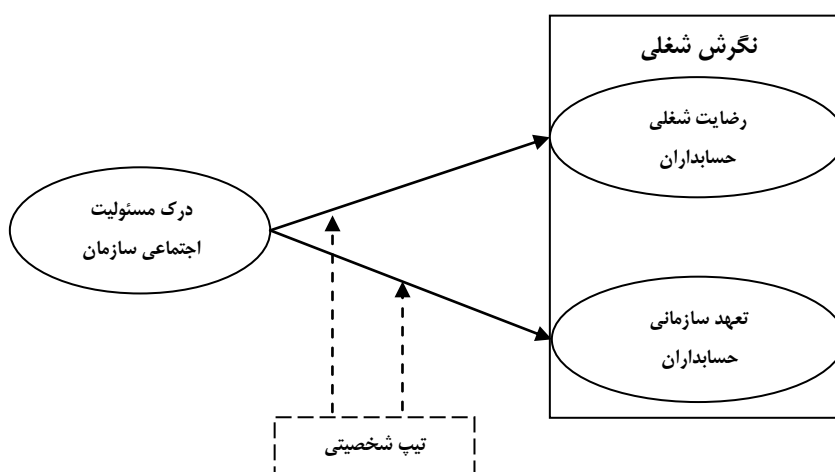 نگرش شغلی
رضایت شغلی
حسابداران
درک مسئولیت
اجتماعی سازمان
تعهد سازمانی
حسابداران
تیپ شخصیتی